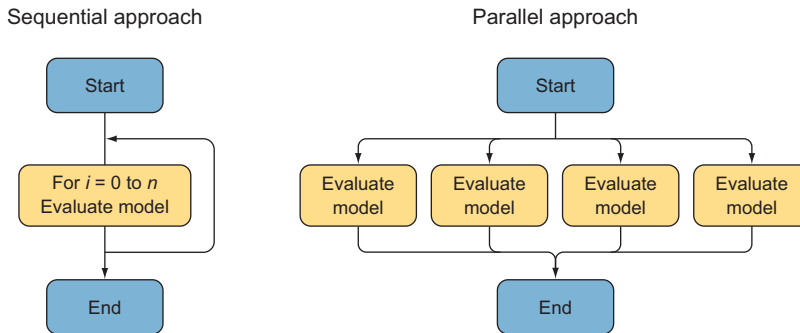 Sequential approach
Parallel approach
Start
For i = 0 to n
Evaluate model
End
Start
Evaluate
model
Evaluate
model
Evaluate
model
Evaluate
model
End